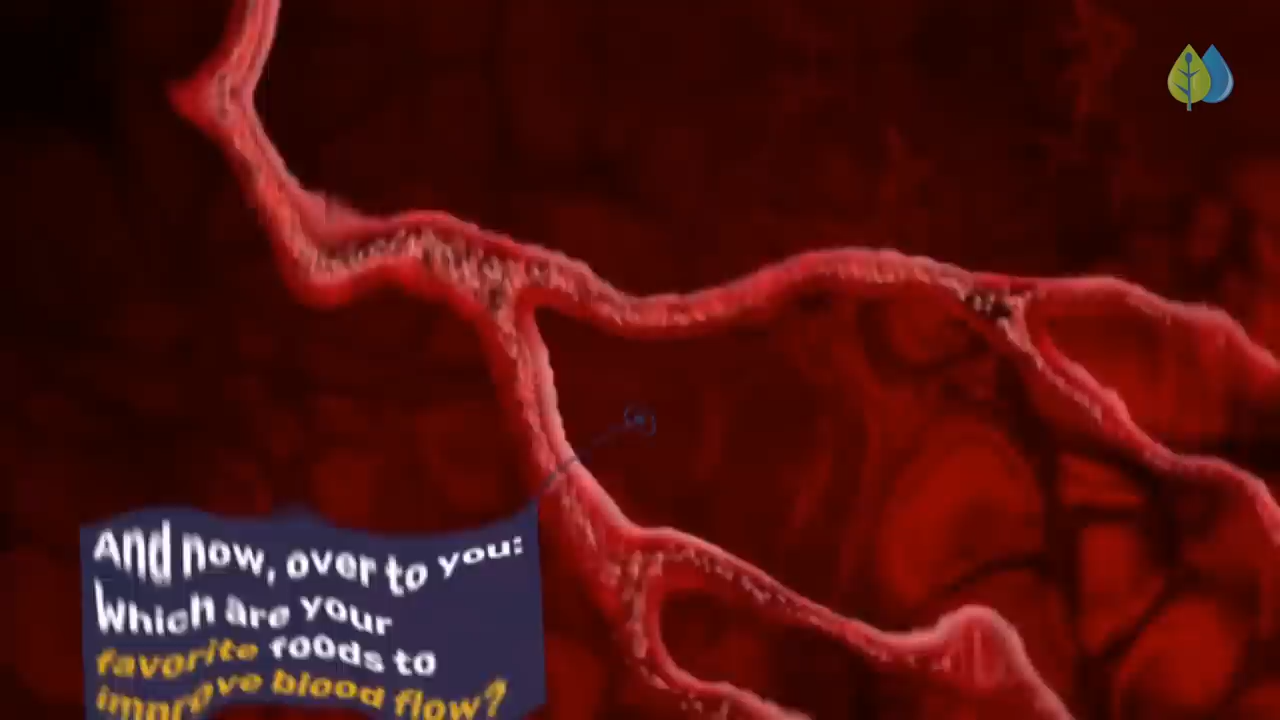 And now, over to you:
Which are your
favorite foods to
improve blood flow?